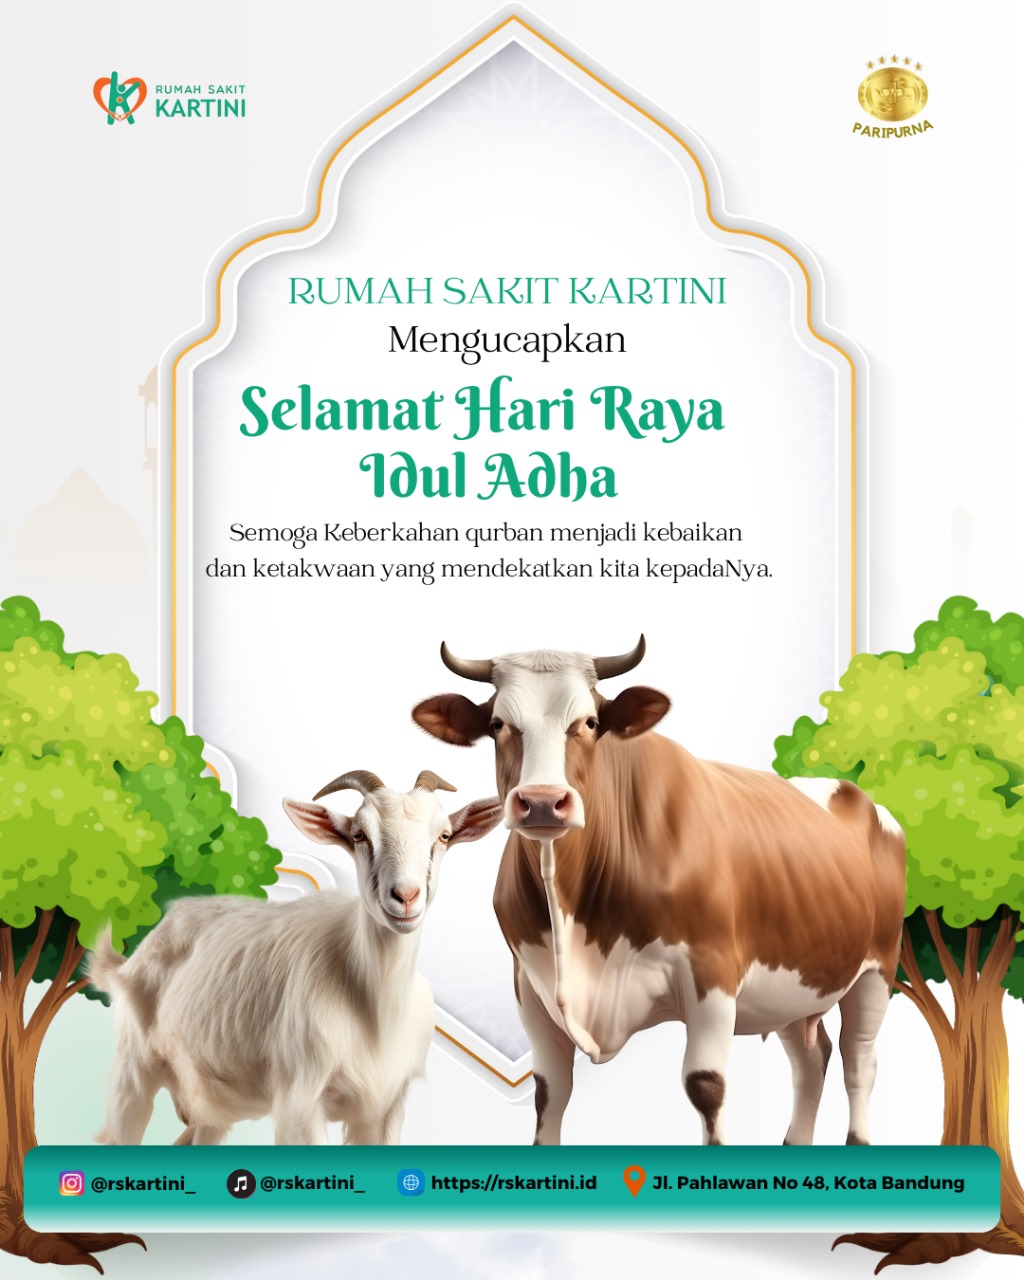 RUMAH SAKIT
KARTINI
PARIPURNA
RUMAH SAKIT KARTINI
Mengucapkan
Selamat Hari Raya
Idul Adha
Semoga Keberkahan qurban menjadi kebaikan
dan ketakwaan yang mendekatkan kita kepadaNya.
@rskartini_ @rskartini_ https://rskartini.id Jl. Pahlawan No 48, Kota Bandung